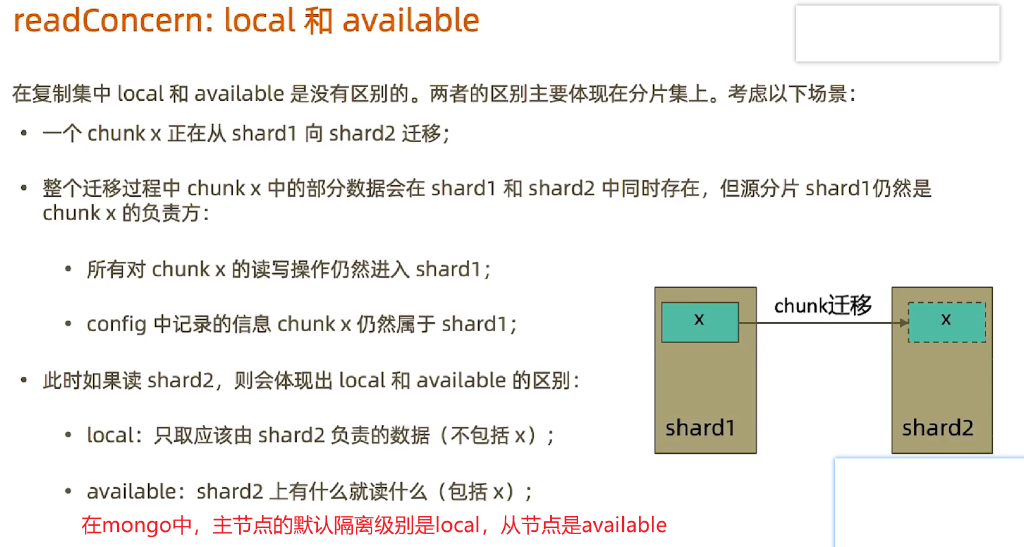 readConcern: local 和 available
在复制集中 local 和 available 是没有区别的。两者的区别主要体现在分片集上。考虑以下场景：
• 一个 chunk x 正在从 shard1 向 shard2 迁移；
• 整个迁移过程中 chunk x 中的部分数据会在 shard1 和 shard2 中同时存在，但源分片 shard1仍然是
chunk x 的负责方：
• 所有对 chunk x 的读写操作仍然进入 shard1；
• config 中记录的信息 chunk x 仍然属于 shard1；
• 此时如果读 shard2，则会体现出 local 和 available 的区别：
• local：只取应该由 shard2 负责的数据（不包括 x）；
• available：shard2 上有什么就读什么（包括 x）；
在mongo中，主节点的默认隔离级别是local，从节点是available
chunk迁移
x
x
shard1
shard2